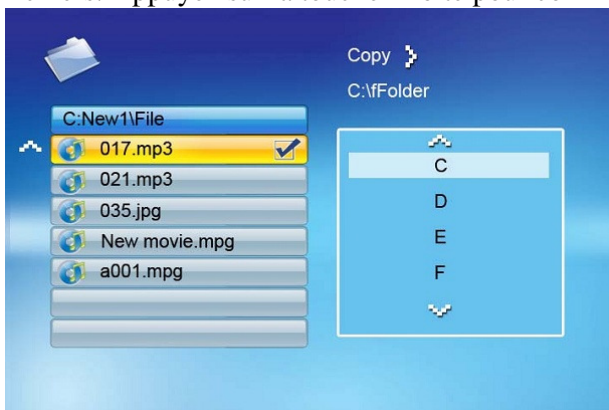 Copy
C:\fFolder
C:New1\File
017.mp3
021.mp3
035.jpg
New movie.mpg
a001.mpg
C
D
E
F